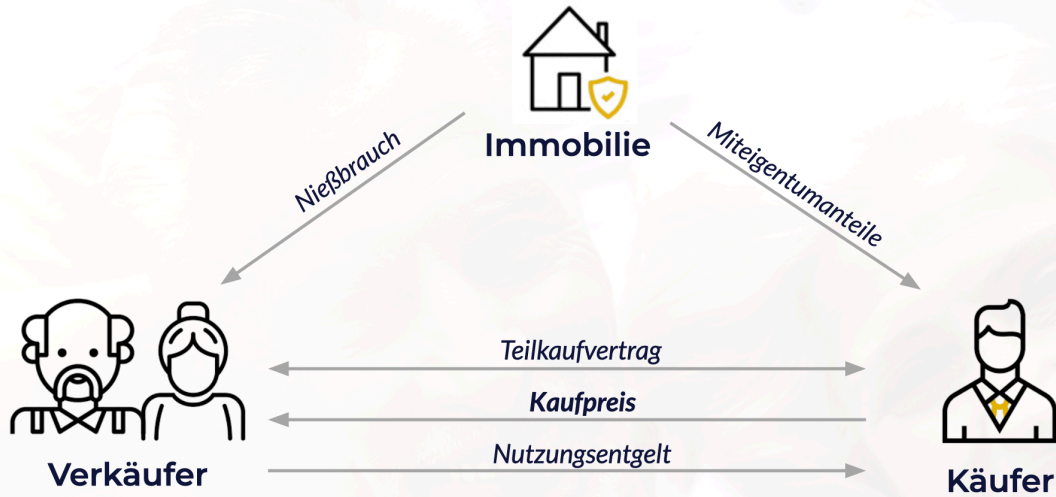 Immobilie
Nießbrauch
Miteigentumanteile
Teilkaufvertrag
Kaufpreis
Nutzungsentgelt
Verkäufer
Käufer